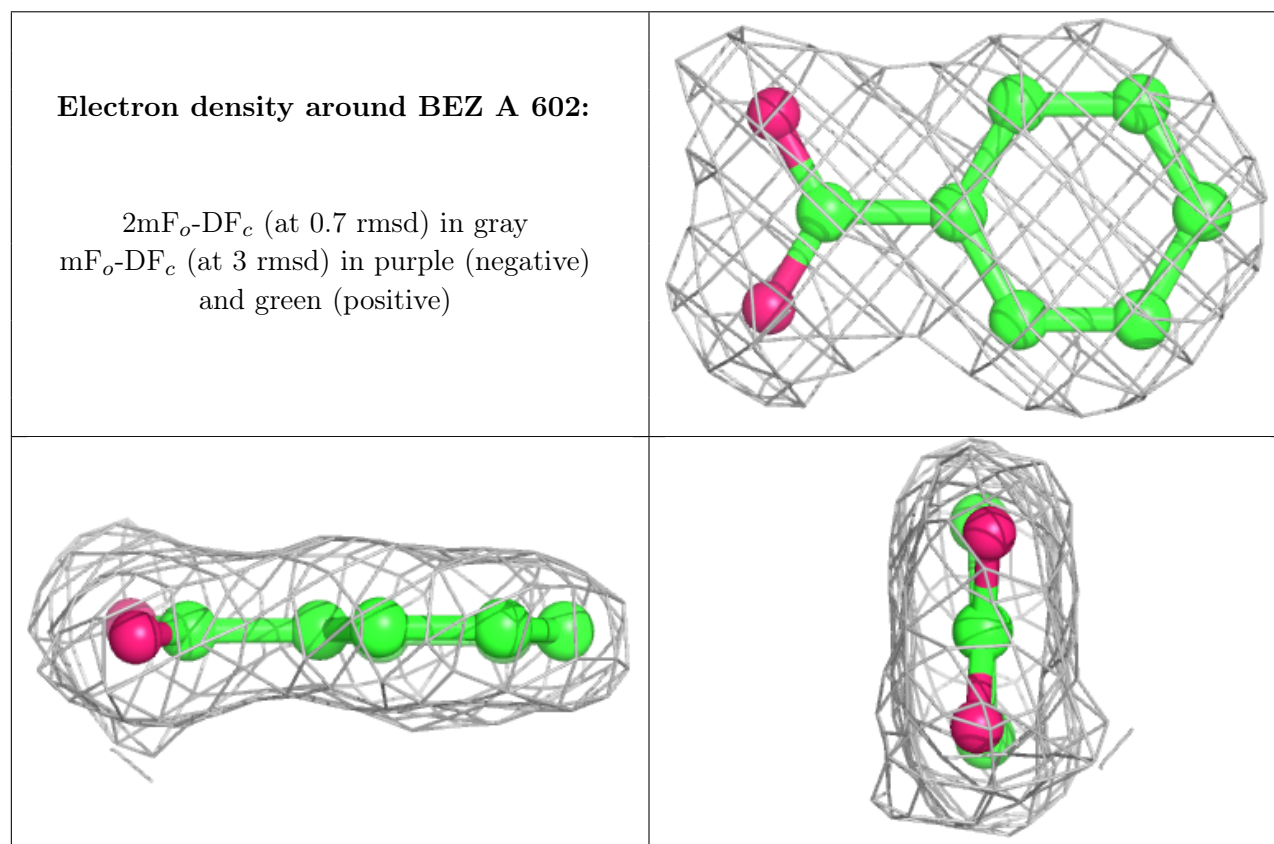 Electron density around BEZ A 602:
2mFo-DFc (at 0.7 rmsd) in gray
mFo-DFc (at 3 rmsd) in purple (negative)
and green (positive)